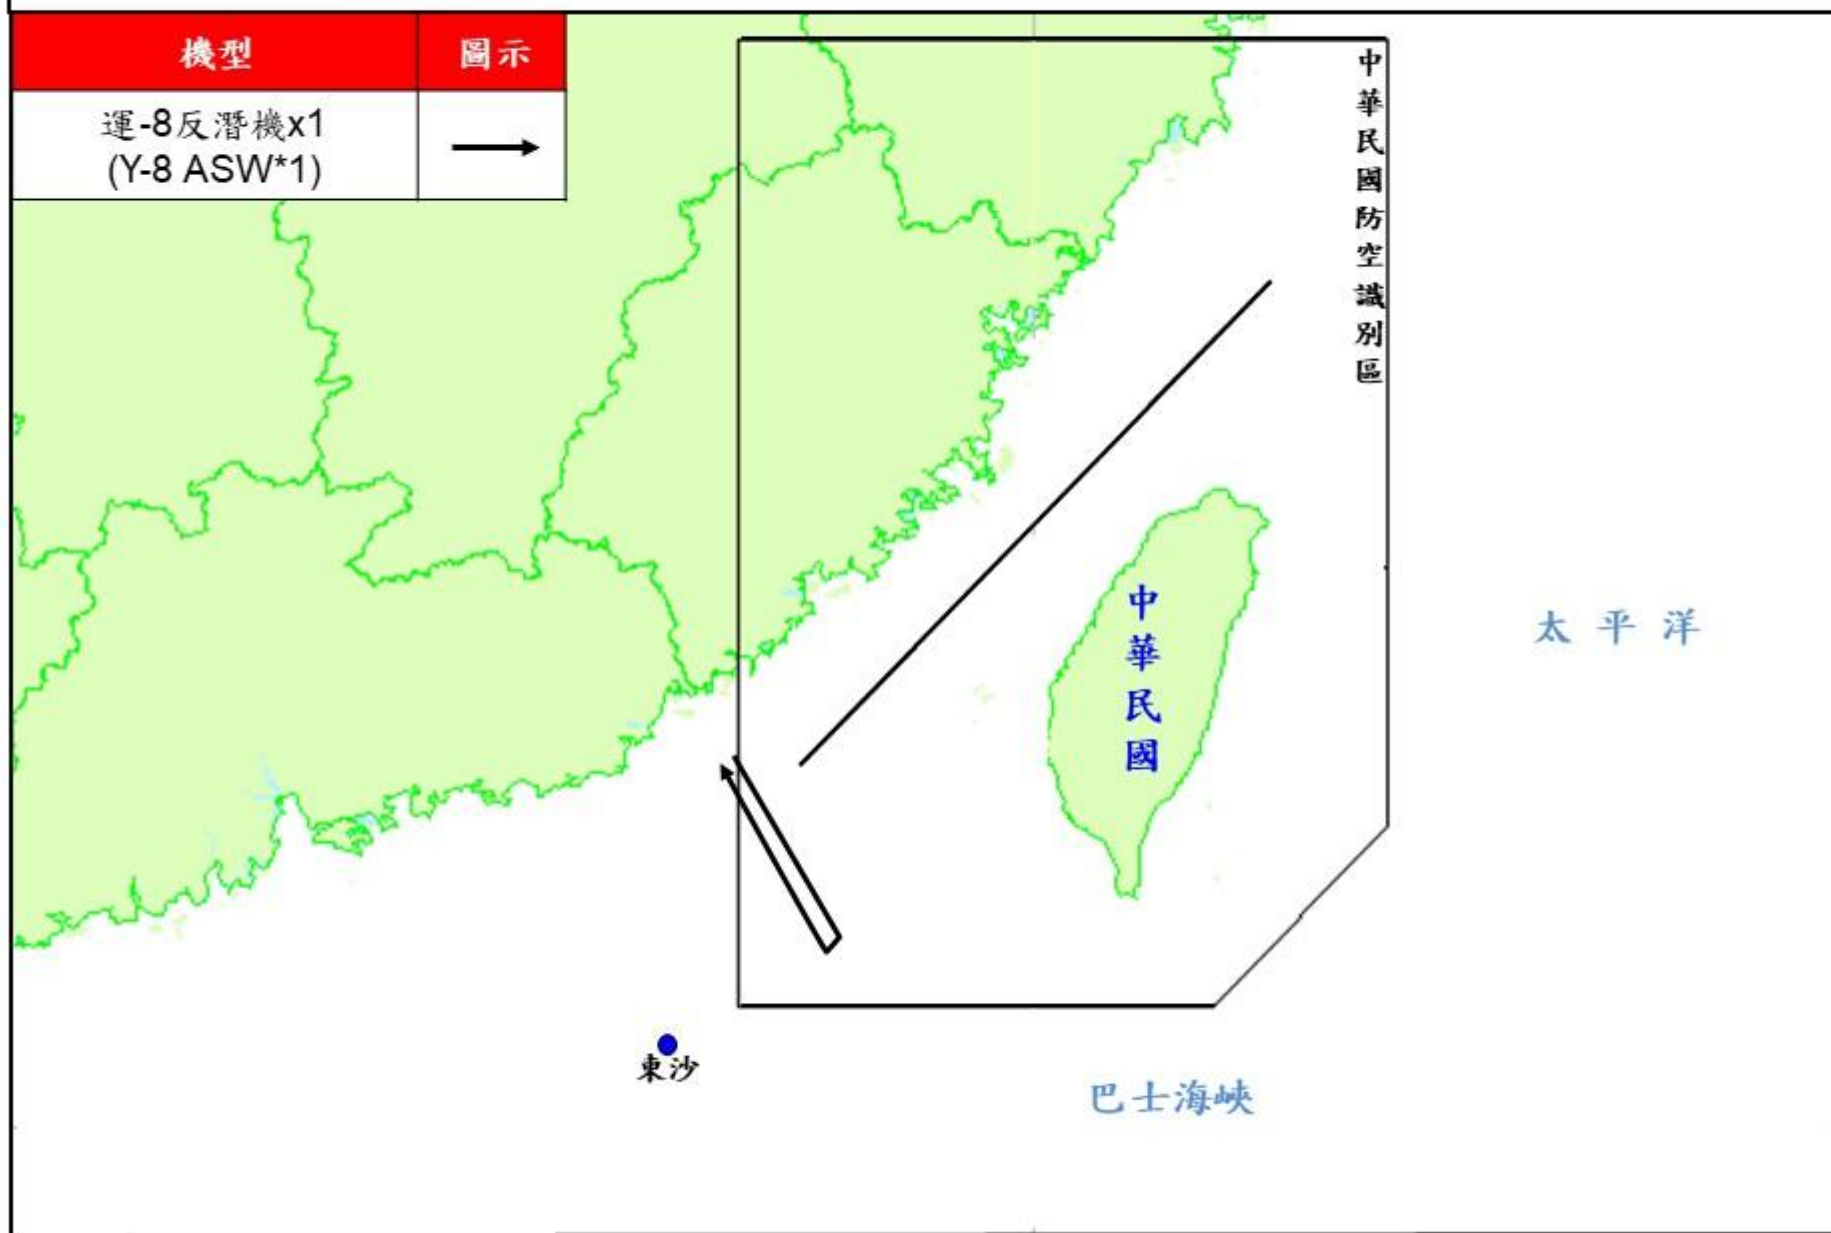 機型
圖示
運-8反潛機x1
(Y-8 ASW*1)
中華民國防空識別區
中華民國
太平洋
東沙
巴士海峽